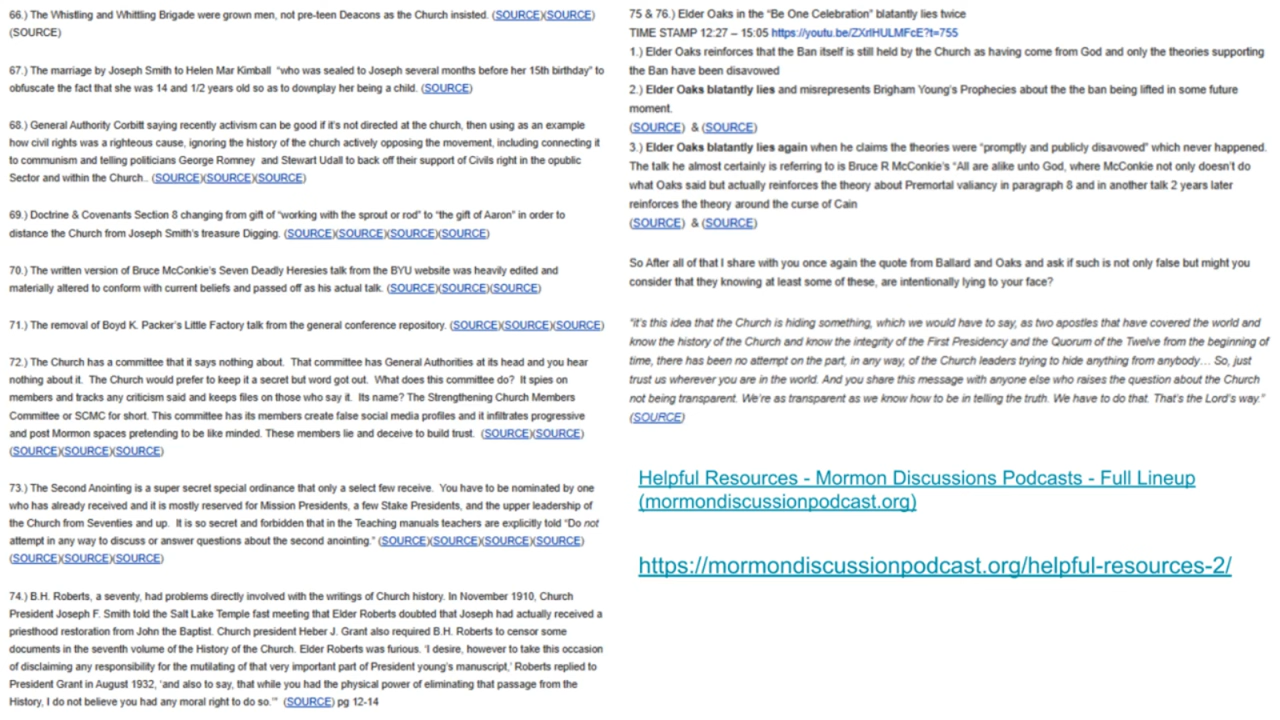 66.) The Whistling and Whittling Brigade were grown men, not pre-teen Deacons as the Church insisted. (SOURCE)(SOURCE)
(SOURCE)
67.) The marriage by Joseph Smith to Helen Mar Kimball "who was sealed to Joseph several months before her 15th birthday" to
obfuscate the fact that she was 14 and 1/2 years old so as to downplay her being a child. (SOURCE)
68.) General Authority Corbitt saying recently activism can be good if it's not directed at the church, then using as an example
how civil rights was a righteous cause, ignoring the history of the church actively opposing the movement, including connecting it
to communism and telling politicians George Romney and Stewart Udall to back off their support of Civils right in the opublic
Sector and within the Church.. (SOURCE)(SOURCE)(SOURCE)
69.) Doctrine & Covenants Section 8 changing from gift of "working with the sprout or rod" to "the gift of Aaron" in order to
distance the Church from Joseph Smith's treasure Digging. (SOURCE)(SOURCE)(SOURCE)(SOURCE)
70.) The written version of Bruce McConkie's Seven Deadly Heresies talk from the BYU website was heavily edited and
materially altered to conform with current beliefs and passed off as his actual talk. (SOURCE)(SOURCE)(SOURCE)
71.) The removal of Boyd K. Packer's Little Factory talk from the general conference repository. (SOURCE)(SOURCE)(SOURCE)
72.) The Church has a committee that it says nothing about. That committee has General Authorities at its head and you hear
nothing about it. The Church would prefer to keep it a secret but word got out. What does this committee do? It spies on
members and tracks any criticism said and keeps files on those who say it. Its name? The Strengthening Church Members
Committee or SCMC for short. This committee has its members create false social media profiles and it infiltrates progressive
and post Mormon spaces pretending to be like minded. These members lie and deceive to build trust. (SOURCE)(SOURCE)
(SOURCE)(SOURCE)(SOURCE)
73.) The Second Anointing is a super secret special ordinance that only a select few receive. You have to be nominated by one
who has already received and it is mostly reserved for Mission Presidents, a few Stake Presidents, and the upper leadership of
the Church from Seventies and up. It is so secret and forbidden that in the Teaching manuals teachers are explicitly told "Do not
attempt in any way to discuss or answer questions about the second anointing." (SOURCE)(SOURCE)(SOURCE)(SOURCE)
(SOURCE)(SOURCE)(SOURCE)
74.) B.H. Roberts, a seventy, had problems directly involved with the writings of Church history. In November 1910, Church
President Joseph F. Smith told the Salt Lake Temple fast meeting that Elder Roberts doubted that Joseph had actually received a
priesthood restoration from John the Baptist. Church president Heber J. Grant also required B.H. Roberts to censor some
documents in the seventh volume of the History of the Church. Elder Roberts was furious. 'I desire, however to take this occasion
of disclaiming any responsibility for the mutilating of that very important part of President young's manuscript,' Roberts replied to
President Grant in August 1932, 'and also to say, that while you had the physical power of eliminating that passage from the
History, I do not believe you had any moral right to do so.'" (SOURCE) pg 12-14
75 & 76.) Elder Oaks in the "Be One Celebration" blatantly lies twice
TIME STAMP 12:27 – 15:05 https://youtu.be/ZXrlHULMFcE?t=755
1.) Elder Oaks reinforces that the Ban itself is still held by the Church as having come from God and only the theories supporting
the Ban have been disavowed
2.) Elder Oaks blatantly lies and misrepresents Brigham Young's Prophecies about the the ban being lifted in some future
moment.
(SOURCE) & (SOURCE)
3.) Elder Oaks blatantly lies again when he claims the theories were "promptly and publicly disavowed" which never happened.
The talk he almost certainly is referring to is Bruce R McConkie's "All are alike unto God, where McConkie not only doesn't do
what Oaks said but actually reinforces the theory about Premortal valiancy in paragraph 8 and in another talk 2 years later
reinforces the theory around the curse of Cain
(SOURCE) & (SOURCE)
So After all of that I share with you once again the quote from Ballard and Oaks and ask if such is not only false but might you
consider that they knowing at least some of these, are intentionally lying to your face?
"it's this idea that the Church is hiding something, which we would have to say, as two apostles that have covered the world and
know the history of the Church and know the integrity of the First Presidency and the Quorum of the Twelve from the beginning of
time, there has been no attempt on the part, in any way, of the Church leaders trying to hide anything from anybody… So, just
trust us wherever you are in the world. And you share this message with anyone else who raises the question about the Church
not being transparent. We're as transparent as we know how to be in telling the truth. We have to do that. That's the Lord's way."
(SOURCE)
Helpful Resources - Mormon Discussions Podcasts - Full Lineup
(mormondiscussionpodcast.org)
https://mormondiscussionpodcast.org/helpful-resources-2/